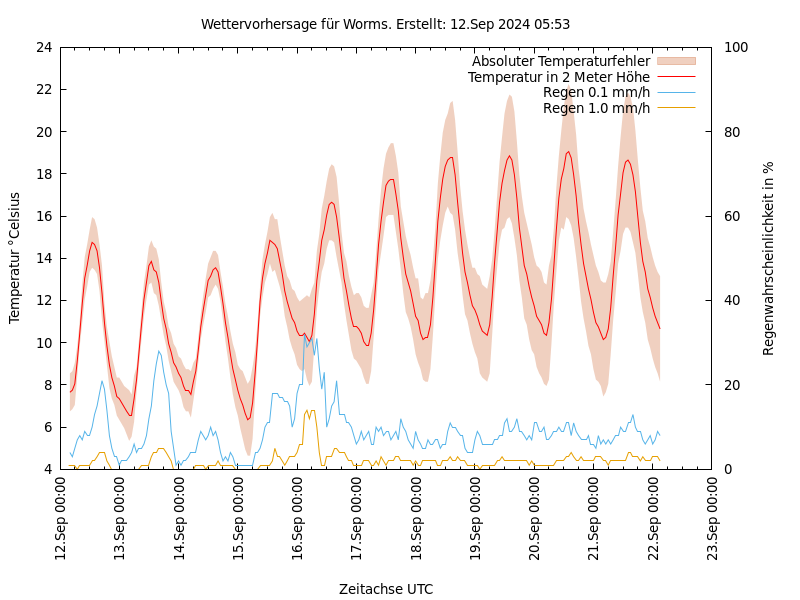 Wettervorhersage für Worms. Erstellt: 12.Sep 2024 05:53
Absoluter Temperaturfehler
Temperatur in 2 Meter Höhe
Regen 0.1 mm/h
Regen 1.0 mm/h
24
22
20
18
16
14
12
10
8
6
4
Temperatur °Celsius
100
80
60
40
20
0
Regenwahrscheinlichkeit in %
12.Sep 00:00
13.Sep 00:00
14.Sep 00:00
15.Sep 00:00
16.Sep 00:00
17.Sep 00:00
18.Sep 00:00
19.Sep 00:00
20.Sep 00:00
21.Sep 00:00
22.Sep 00:00
23.Sep 00:00
Zeitachse UTC